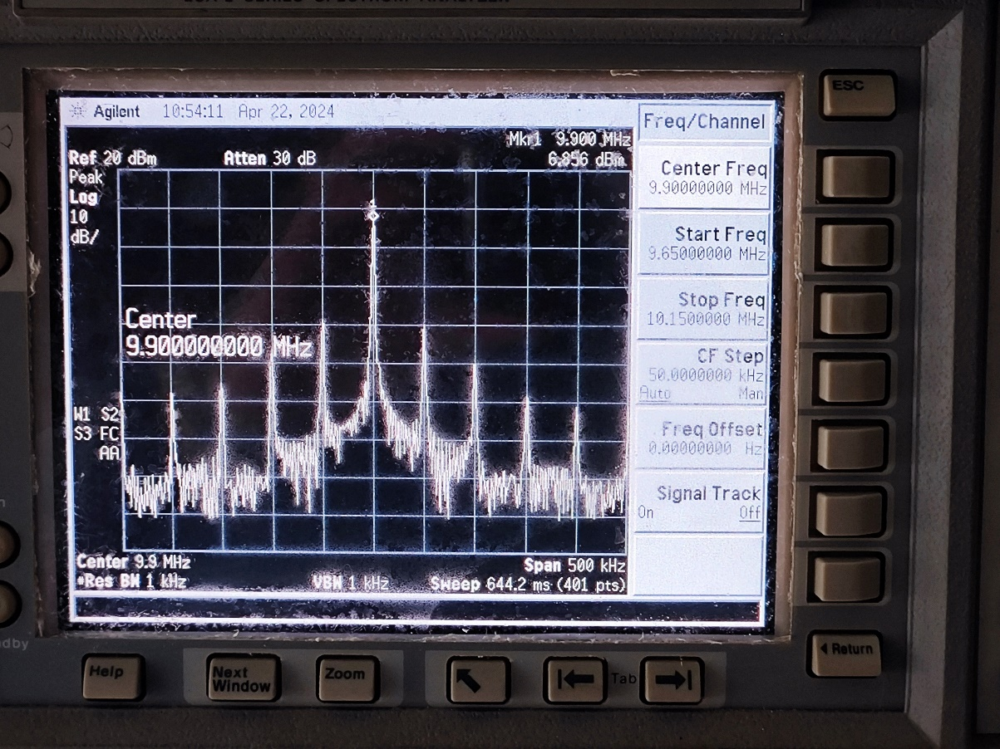 Agilent 10:54:11 Apr 22, 2024
Freq/Channel
Mkr1 9.900 MHz
Ref 20 dBm Atten 30 dB 6.856 dBm
Peak
Log
10
dB/
Center
9.900000000 MHz
W1 S2
S3 FC
AA
Center 9.9 MHz Span 500 kHz
*Res BW 1 kHz VBW 1 kHz Sweep 644.2 ms (401 pts)
Center Freq
9.90000000 MHz
Start Freq
9.65000000 MHz
Stop Freq
10.1500000 MHz
CF Step
50.0000000 kHz
Auto Man
Freq Offset
0.00000000 Hz
Signal Track
On Off
ESC
Return
Help
Next
Window
Zoom
Tab